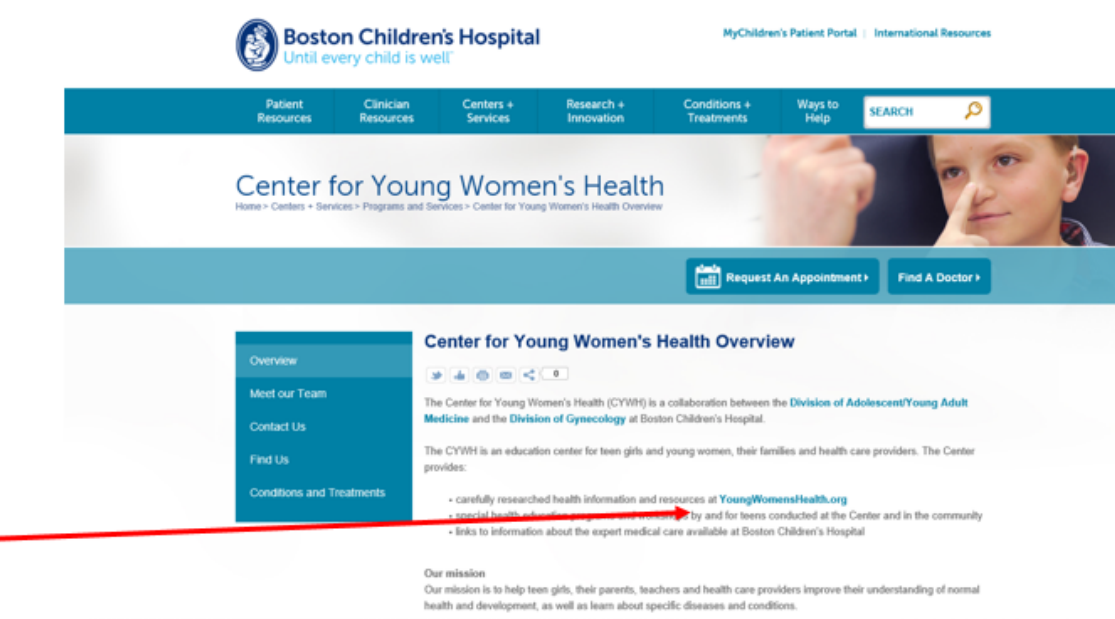 Boston Children's Hospital
Until every child is well™
MyChildren's Patient Portal | International Resources
Patient Resources
Clinician Resources
Centers + Services
Research + Innovation
Conditions + Treatments
Ways to Help
SEARCH
Center for Young Women's Health
Home > Centers + Services > Programs and Services > Center for Young Women's Health Overview
Request An Appointment
Find A Doctor
Overview
Meet our Team
Contact Us
Find Us
Conditions and Treatments
Center for Young Women's Health Overview
0
The Center for Young Women's Health (CYWH) is a collaboration between the Division of Adolescent/Young Adult
Medicine and the Division of Gynecology at Boston Children's Hospital.
The CYWH is an education center for teen girls and young women, their families and health care providers. The Center
provides:
• carefully researched health information and resources at YoungWomensHealth.org
• special health education programs and workshops by and for teens conducted at the Center and in the community
• links to information about the expert medical care available at Boston Children's Hospital
Our mission
Our mission is to help teen girls, their parents, teachers and health care providers improve their understanding of normal
health and development, as well as learn about specific diseases and conditions.